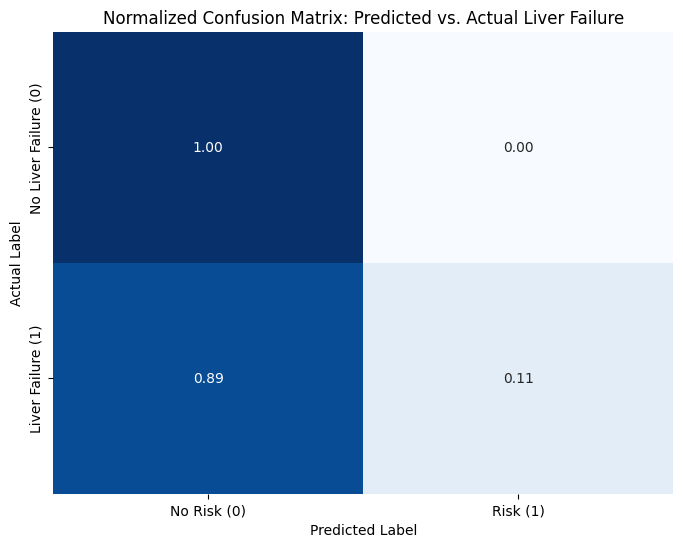 Normalized Confusion Matrix: Predicted vs. Actual Liver Failure
Actual Label
No Liver Failure (0)
1.00
0.00
Liver Failure (1)
0.89
0.11
No Risk (0)
Risk (1)
Predicted Label